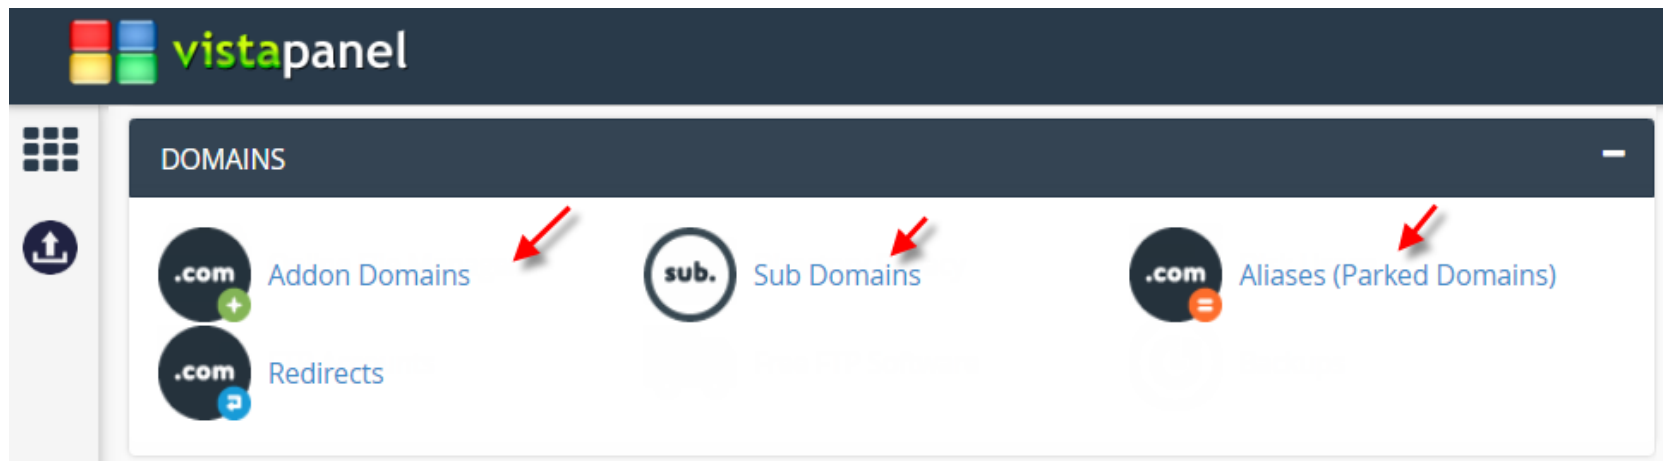 vistapanel
DOMAINS
.com Addon Domains
sub. Sub Domains
.com Aliases (Parked Domains)
.com Redirects